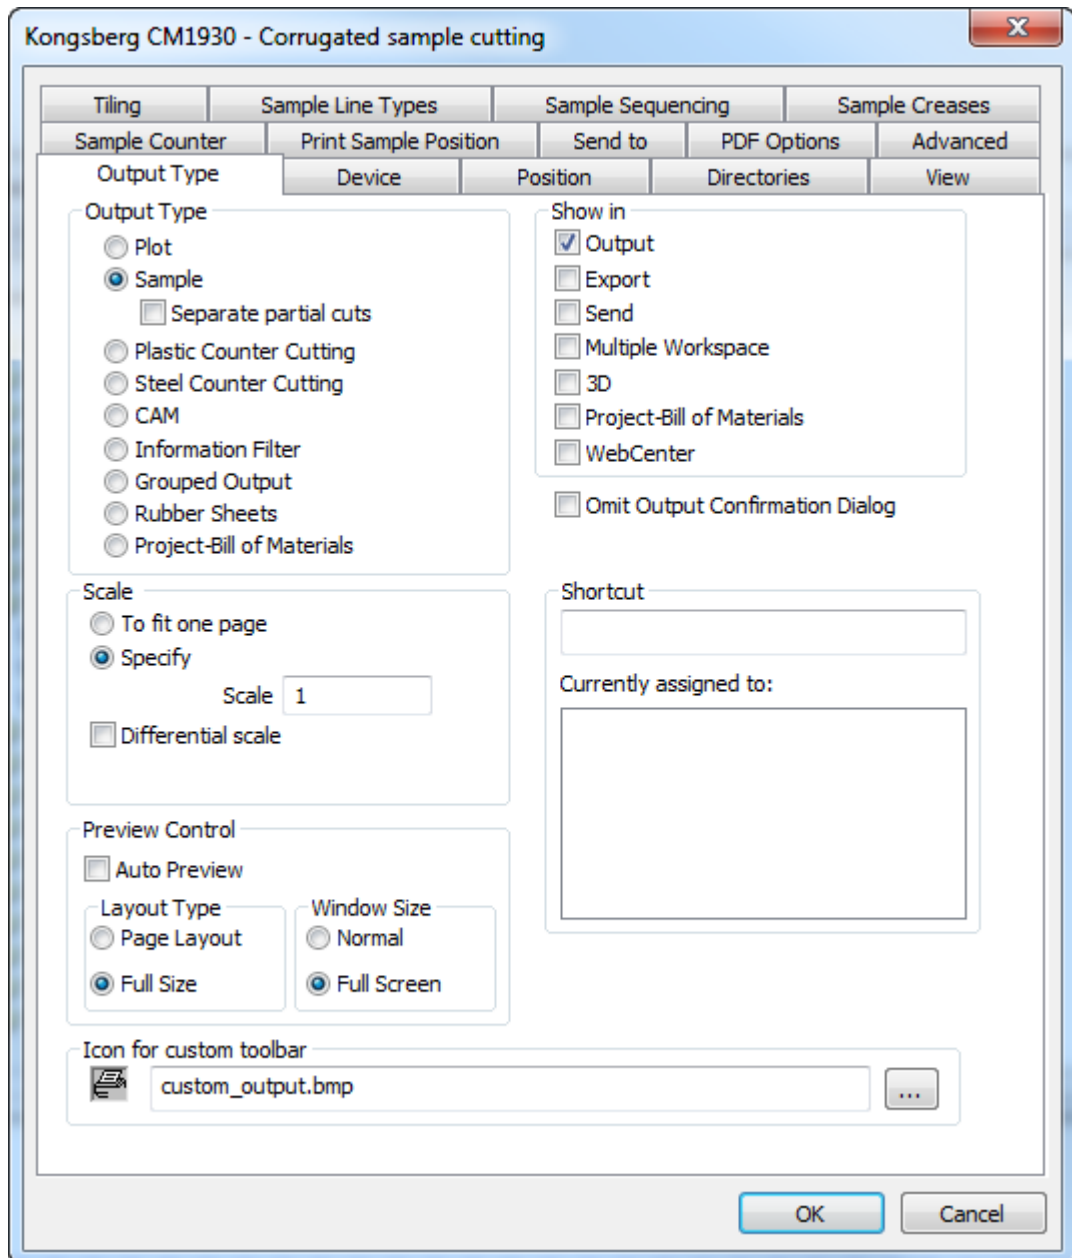 Kongsberg CM1930 - Corrugated sample cutting
Tiling
Sample Line Types
Sample Sequencing
Sample Creases
Sample Counter
Print Sample Position
Send to
PDF Options
Advanced
Output Type
Device
Position
Directories
View
Output Type
Plot
Sample
Separate partial cuts
Plastic Counter Cutting
Steel Counter Cutting
CAM
Information Filter
Grouped Output
Rubber Sheets
Project-Bill of Materials
Show in
Output
Export
Send
Multiple Workspace
3D
Project-Bill of Materials
WebCenter
Omit Output Confirmation Dialog
Scale
To fit one page
Specify
Scale 1
Differential scale
Shortcut
Currently assigned to:
Preview Control
Auto Preview
Layout Type
Page Layout
Full Size
Window Size
Normal
Full Screen
Icon for custom toolbar
custom_output.bmp
...
OK
Cancel